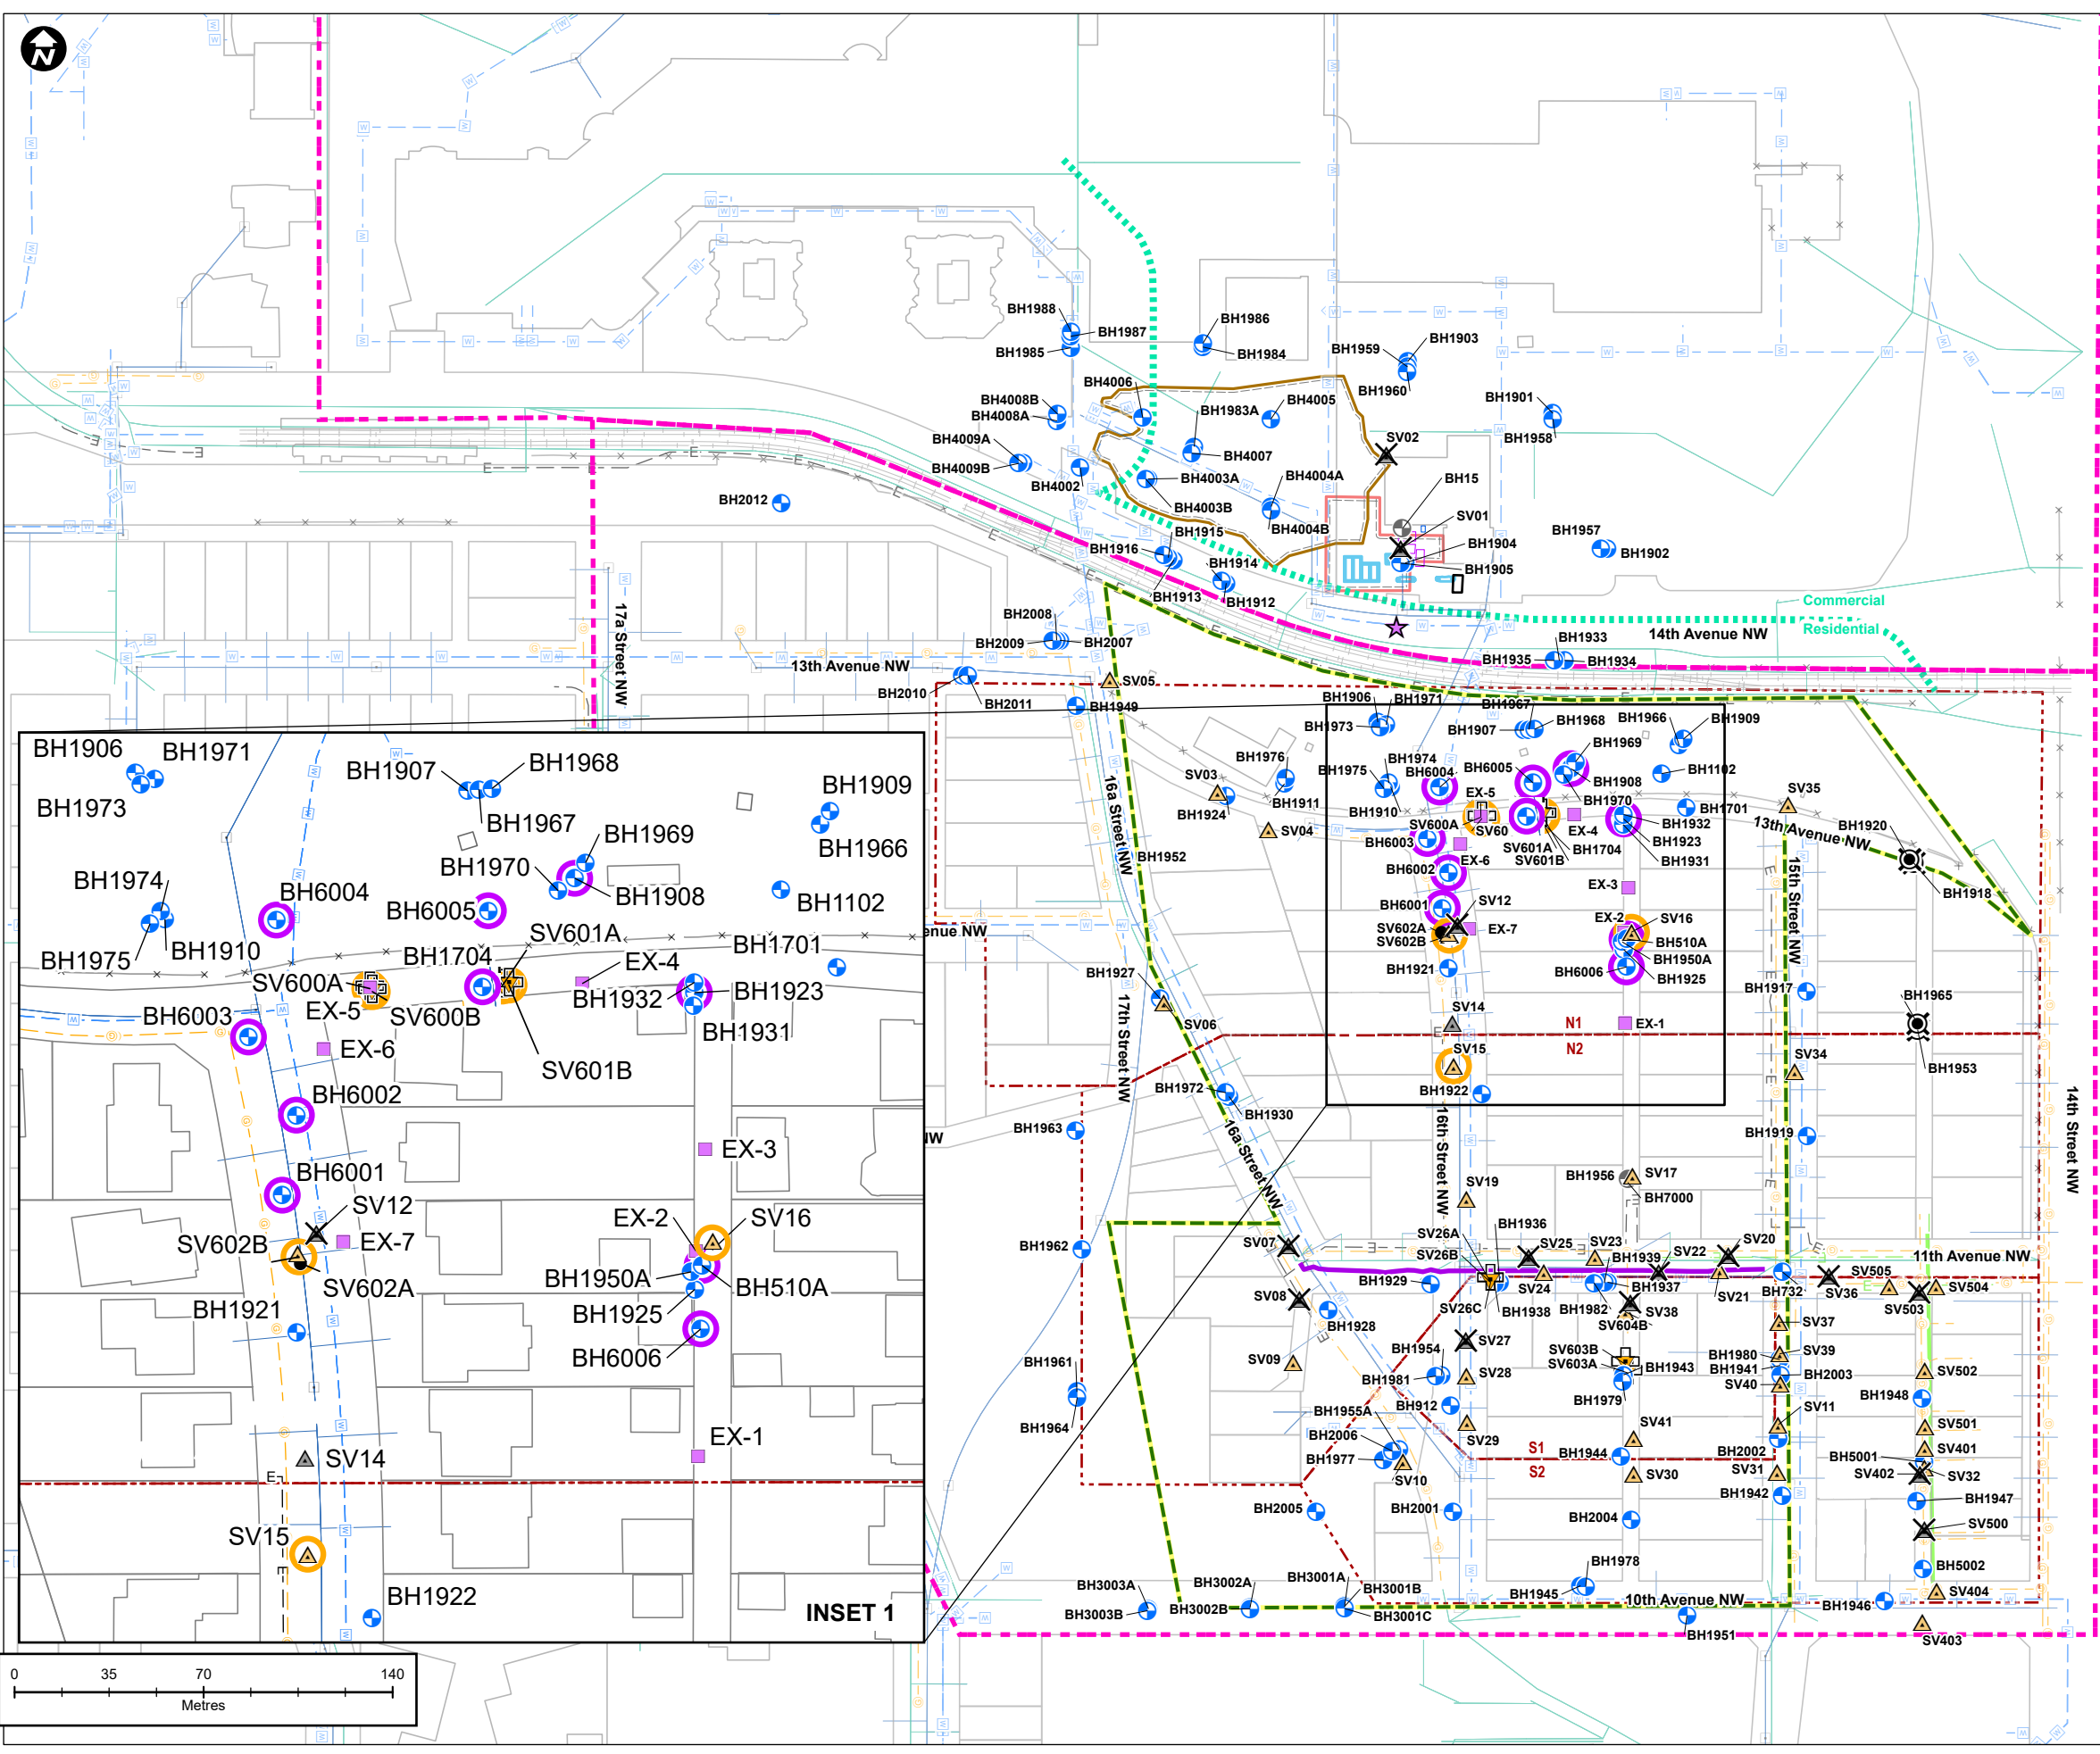 N
BH1988
BH1987
BH1985
BH1986
BH1984
BH1903
BH1959
BH1960
BH4006
BH4008B
BH4008A
BH1983A
BH4005
BH1901
BH1958
BH4009A
BH4009B
BH4002
BH4007
SV02
BH4003A
BH4004A
BH2012
BH4003B
BH4004B
BH15
SV01
BH1915
BH1916
BH1904
BH1905
BH1957
BH1902
BH1914
BH1913
BH1912
Commercial
Residential
14th Avenue NW
17a Street NW
BH2008
BH2009
BH2007
13th Avenue NW
BH2010
BH2011
SV05
BH1949
BH1933
BH1935
BH1934
BH1906
BH1971
BH1973
BH1967
BH1907
BH1968
BH1966
BH1909
BH1976
BH1974
BH1975
BH6004
BH6005
BH1969
BH1908
BH1102
SV03
BH1911
BH1910
EX-5
BH1970
BH1701
SV35
BH1924
SV04
SV600A
SV60
SV601A
SV601B
EX-4
BH1704
BH1932
BH1923
BH1931
13th Avenue NW
BH1920
BH1918
BH6003
EX-6
BH6002
EX-3
BH1952
16a Street NW
15th Street NW
BH6001
SV12
SV602A
SV602B
EX-7
EX-2
SV16
BH510A
BH1950A
BH1925
BH6006
BH1921
enue NW
BH1927
SV06
17th Street NW
BH1917
BH1965
BH1953
SV14
EX-1
N1
N2
SV15
BH1922
SV34
BH1972
BH1930
BH1963
NW
16a Street NW
16th Street NW
14th Street NW
BH1919
BH1956
SV17
BH7000
SV19
BH1962
SV07
SV26A
BH1936
SV26B
SV25
SV23
BH1939
SV22
SV20
11th Avenue NW
SV08
BH1929
SV26C
BH1938
SV24
BH1982
BH1937
SV38
SV604B
SV21
BH732
SV36
SV505
SV503
SV504
BH1928
SV27
SV37
SV09
BH1954
BH1981
SV28
SV603B
SV603A
BH1943
BH1979
BH1980
BH1941
SV39
BH2003
SV40
SV502
BH1948
BH1961
BH1964
BH1955A
BH912
BH2006
BH1977
SV10
SV29
S1
S2
SV41
BH1944
SV30
SV11
BH2002
SV31
BH1942
SV501
SV401
BH5001
SV402
SV32
BH1947
SV500
BH2005
BH2001
BH2004
BH3003A
BH3003B
BH3002A
BH3002B
BH3001A
BH3001B
BH3001C
BH1978
BH1945
10th Avenue NW
BH1951
BH1946
BH5002
SV404
SV403
BH1906
BH1971
BH1973
BH1907
BH1968
BH1967
BH1909
BH1966
BH1969
BH1970
BH1908
BH1974
BH1975
BH1910
BH6004
BH6005
BH1102
SV601A
BH1701
BH1704
SV600A
EX-5
SV600B
EX-4
BH1932
BH1923
BH1931
SV601B
BH6003
EX-6
BH6002
EX-3
BH6001
SV12
SV602B
EX-7
SV602A
EX-2
SV16
BH1950A
BH510A
BH1925
BH6006
BH1921
EX-1
SV14
SV15
BH1922
INSET 1
0 35 70 140
Metres